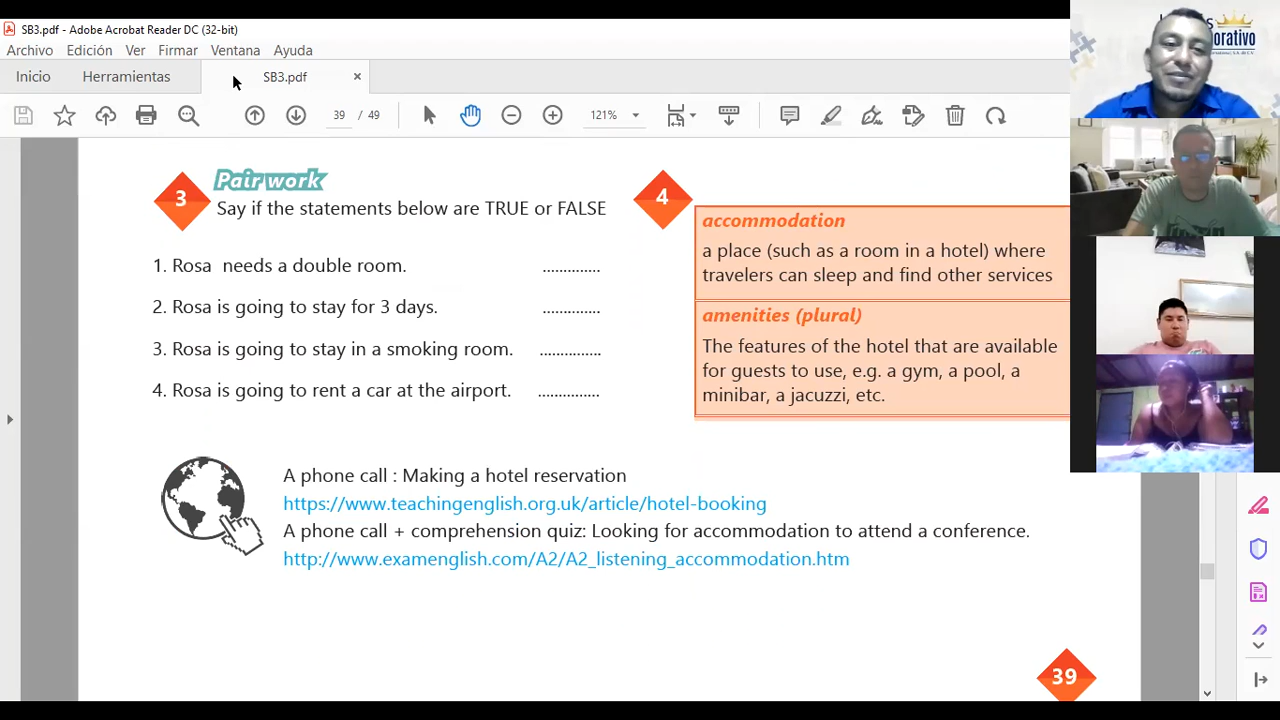 SB3.pdf - Adobe Acrobat Reader DC (32-bit)
Archivo Edición Ver Firmar Ventana Ayuda
Inicio Herramientas SB3.pdf ×
39 / 49 121%
3 Pair work
Say if the statements below are TRUE or FALSE
1. Rosa needs a double room. ..............
2. Rosa is going to stay for 3 days. ..............
3. Rosa is going to stay in a smoking room. ...............
4. Rosa is going to rent a car at the airport. ...............
4
accommodation
a place (such as a room in a hotel) where
travelers can sleep and find other services
amenities (plural)
The features of the hotel that are available
for guests to use, e.g. a gym, a pool, a
minibar, a jacuzzi, etc.
A phone call : Making a hotel reservation
https://www.teachingenglish.org.uk/article/hotel-booking
A phone call + comprehension quiz: Looking for accommodation to attend a conference.
http://www.examenglish.com/A2/A2_listening_accommodation.htm
39